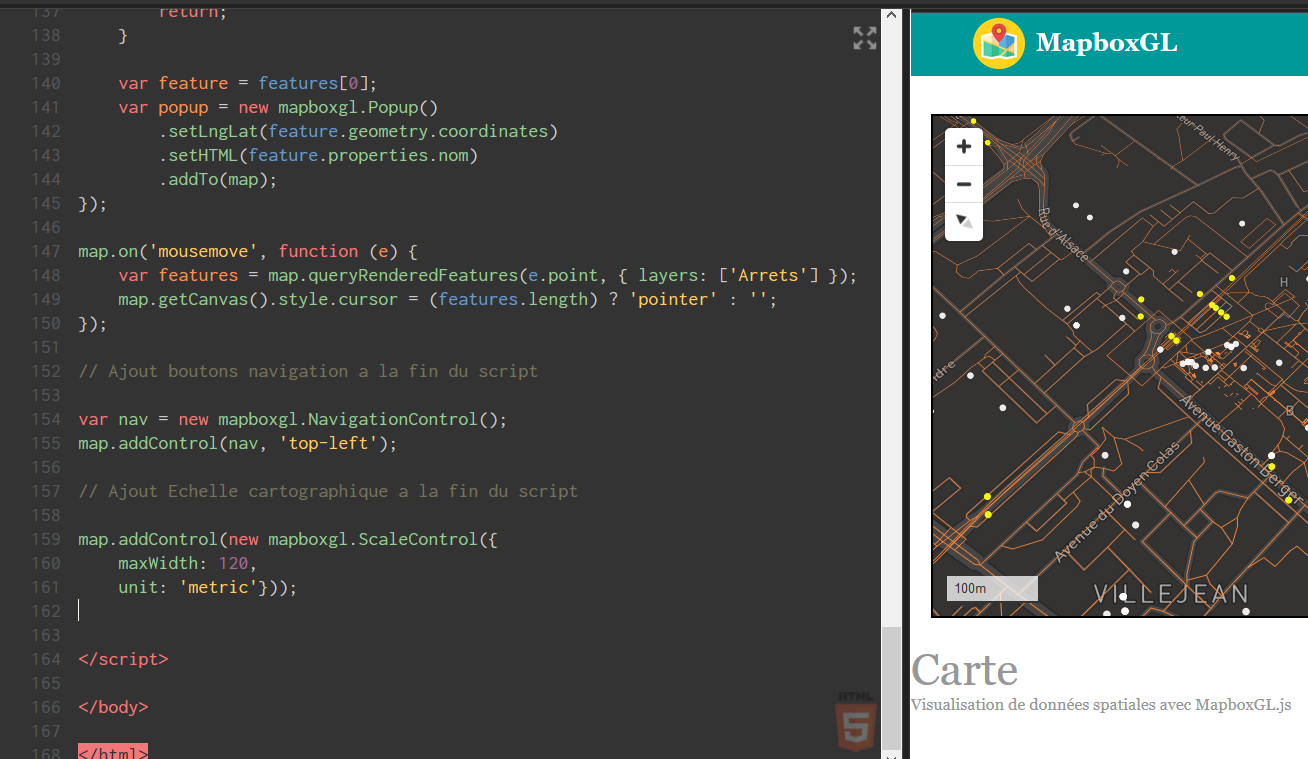 137         return;
138     }
139
140     var feature = features[0];
141     var popup = new mapboxgl.Popup()
142         .setLngLat(feature.geometry.coordinates)
143         .setHTML(feature.properties.nom)
144         .addTo(map);
145 });
146
147 map.on('mousemove', function (e) {
148     var features = map.queryRenderedFeatures(e.point, { layers: ['Arrets'] });
149     map.getCanvas().style.cursor = (features.length) ? 'pointer' : '';
150 });
151
152 // Ajout boutons navigation a la fin du script
153
154 var nav = new mapboxgl.NavigationControl();
155 map.addControl(nav, 'top-left');
156
157 // Ajout Echelle cartographique a la fin du script
158
159 map.addControl(new mapboxgl.ScaleControl({
160     maxWidth: 120,
161     unit: 'metric'}));
162
163
164 </script>
165
166 </body>
167
168 </html>
HTML
5
MapboxGL
+
−
Paul Henry
Rue d'Alsace
H
B
Avenue Gaston Berger
Avenue du Doyen Colas
100m
VILLEJEAN
Carte
Visualisation de données spatiales avec MapboxGL.js